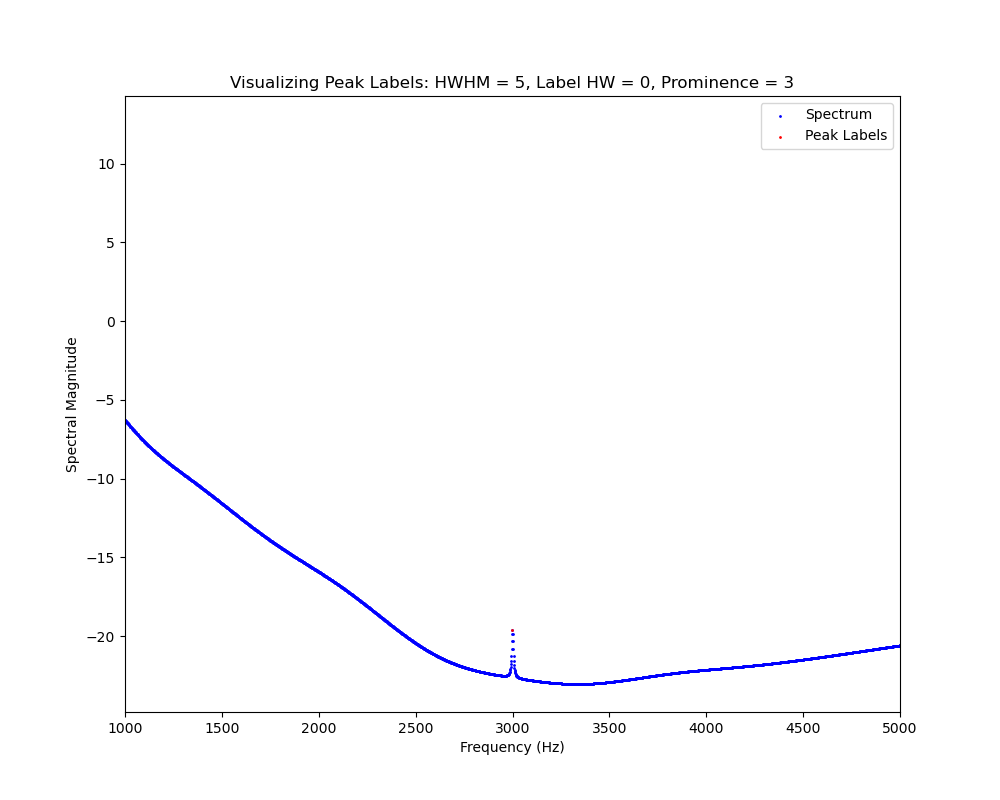 Visualizing Peak Labels: HWHM = 5, Label HW = 0, Prominence = 3
Spectrum
Peak Labels
10
5
0
−5
−10
−15
−20
Spectral Magnitude
1000 1500 2000 2500 3000 3500 4000 4500 5000
Frequency (Hz)